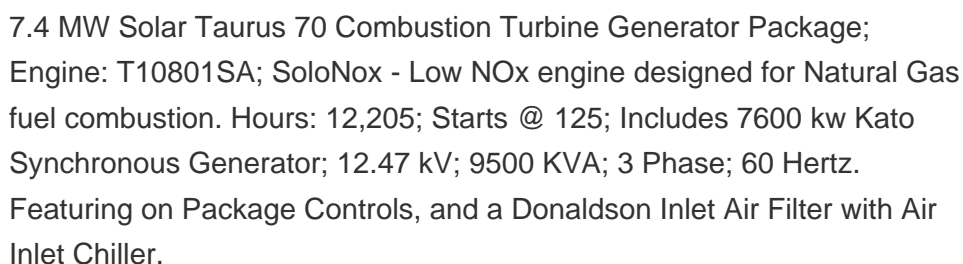 7.4 MW Solar Taurus 70 Combustion Turbine Generator Package;
Engine: T10801SA; SoloNox - Low NOx engine designed for Natural Gas
fuel combustion. Hours: 12,205; Starts @ 125; Includes 7600 kw Kato
Synchronous Generator; 12.47 kV; 9500 KVA; 3 Phase; 60 Hertz.
Featuring on Package Controls, and a Donaldson Inlet Air Filter with Air
Inlet Chiller.